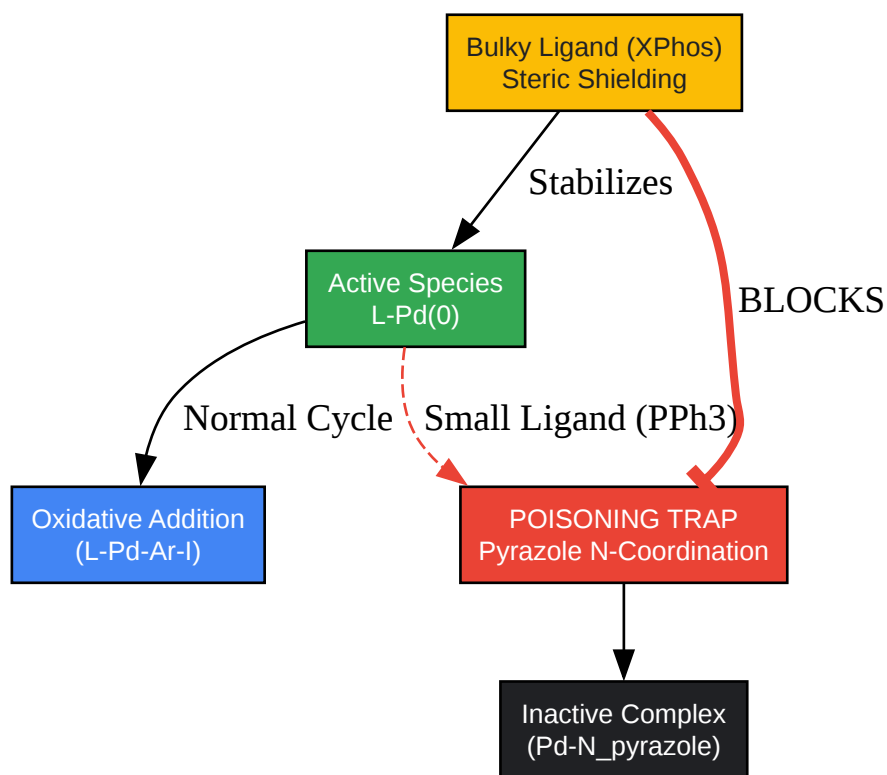 Bulky Ligand (XPhos)
Steric Shielding
Stabilizes
Active Species
L-Pd(0)
BLOCKS
Normal Cycle
Small Ligand (PPh3)
Oxidative Addition
(L-Pd-Ar-I)
POISONING TRAP
Pyrazole N-Coordination
Inactive Complex
(Pd-N_pyrazole)